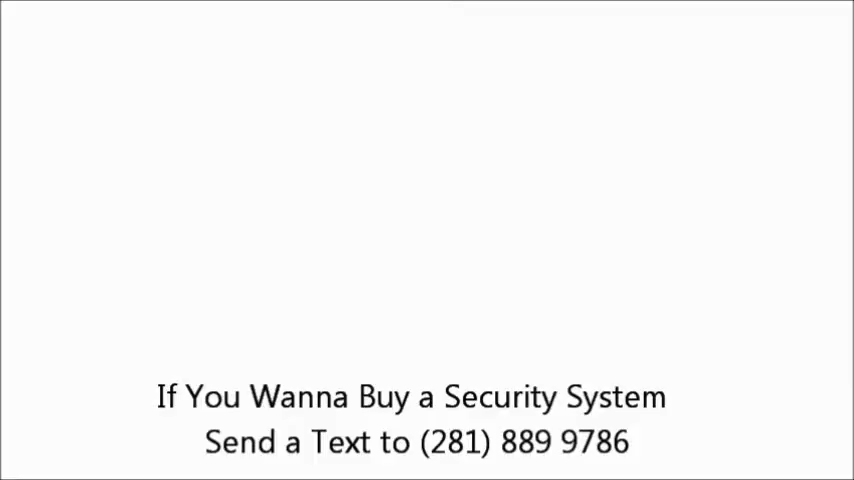 If You Wanna Buy a Security System
Send a Text to (281) 889 9786